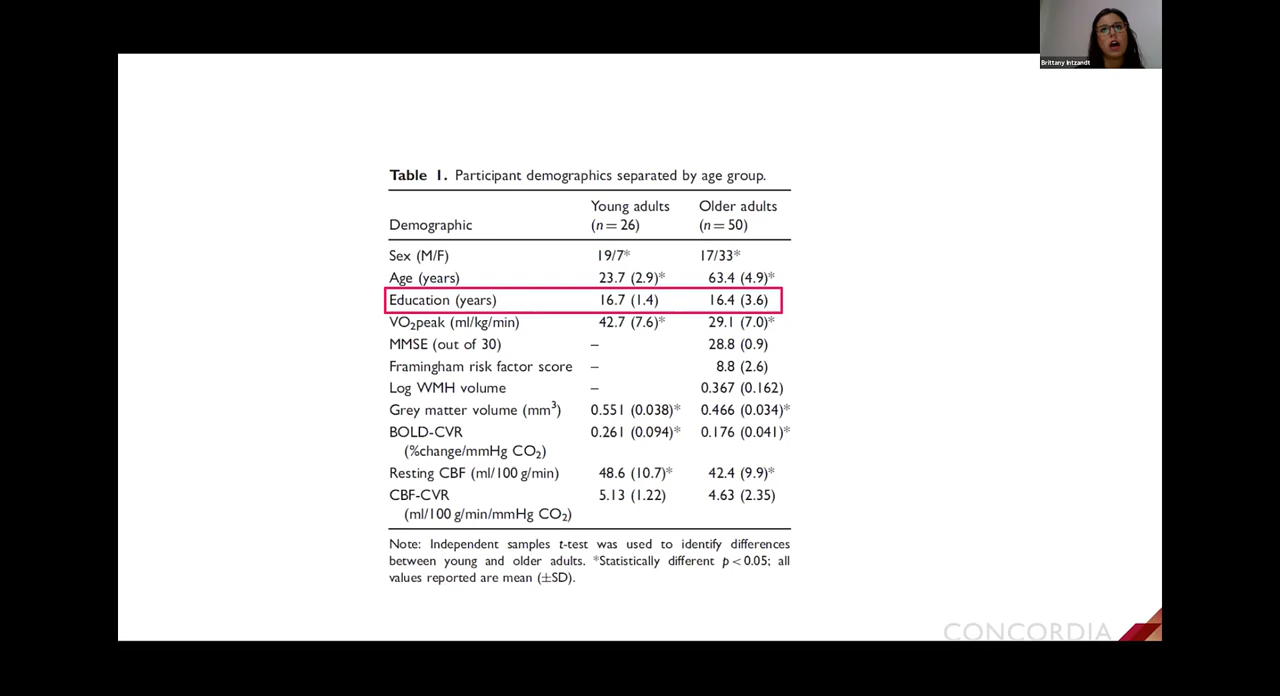 Brittany Intzandt
Table 1. Participant demographics separated by age group.
Demographic Young adults (n = 26) Older adults (n = 50)
Sex (M/F) 19/7* 17/33*
Age (years) 23.7 (2.9)* 63.4 (4.9)*
Education (years) 16.7 (1.4) 16.4 (3.6)
VO₂peak (ml/kg/min) 42.7 (7.6)* 29.1 (7.0)*
MMSE (out of 30) – 28.8 (0.9)
Framingham risk factor score – 8.8 (2.6)
Log WMH volume – 0.367 (0.162)
Grey matter volume (mm³) 0.551 (0.038)* 0.466 (0.034)*
BOLD-CVR 0.261 (0.094)* 0.176 (0.041)*
(%change/mmHg CO₂)
Resting CBF (ml/100 g/min) 48.6 (10.7)* 42.4 (9.9)*
CBF-CVR 5.13 (1.22) 4.63 (2.35)
(ml/100 g/min/mmHg CO₂)
Note: Independent samples t-test was used to identify differences
between young and older adults. *Statistically different p < 0.05; all
values reported are mean (±SD).
CONCORDIA